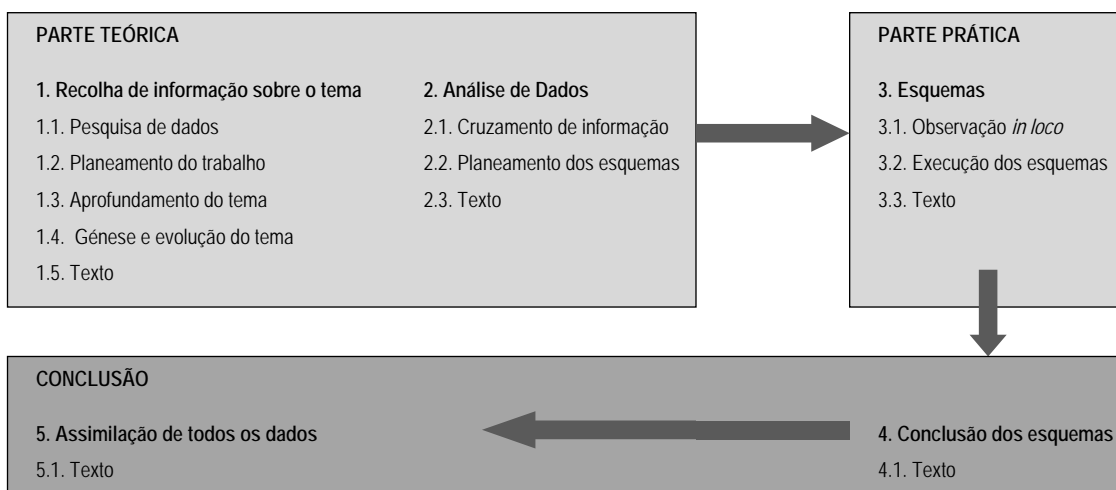 PARTE TEÓRICA
1. Recolha de informação sobre o tema
1.1. Pesquisa de dados
1.2. Planeamento do trabalho
1.3. Aprofundamento do tema
1.4. Génese e evolução do tema
1.5. Texto
2. Análise de Dados
2.1. Cruzamento de informação
2.2. Planeamento dos esquemas
2.3. Texto
PARTE PRÁTICA
3. Esquemas
3.1. Observação in loco
3.2. Execução dos esquemas
3.3. Texto
CONCLUSÃO
4. Conclusão dos esquemas
4.1. Texto
5. Assimilação de todos os dados
5.1. Texto